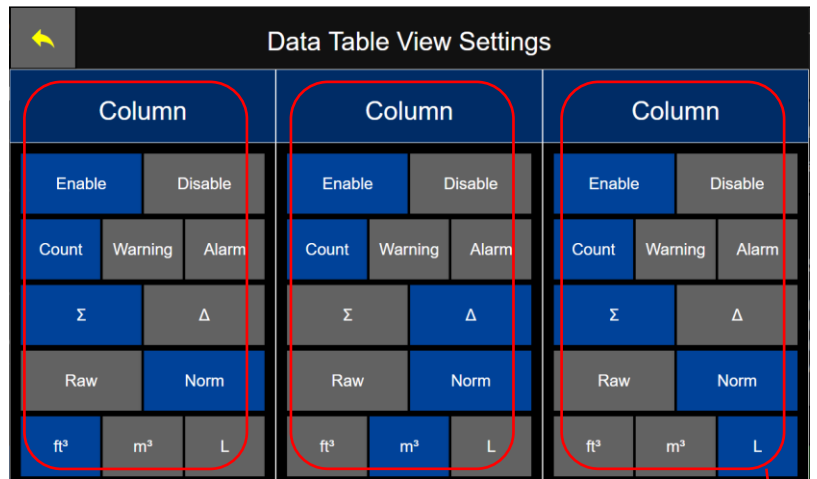 Data Table View Settings
Column Column Column
Enable Disable Enable Disable Enable Disable
Count Warning Alarm Count Warning Alarm Count Warning Alarm
Σ Δ Σ Δ Σ Δ
Raw Norm Raw Norm Raw Norm
ft³ m³ L ft³ m³ L ft³ m³ L